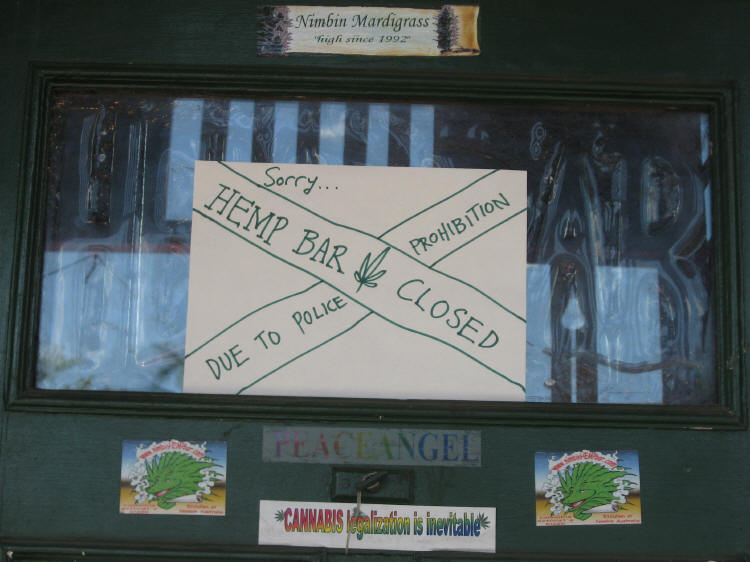 Nimbin Mardigrass
"high since 1992"
Sorry...
HEMP BAR CLOSED
DUE TO POLICE PROHIBITION
PEACEANGEL
CANNABIS legalization is inevitable